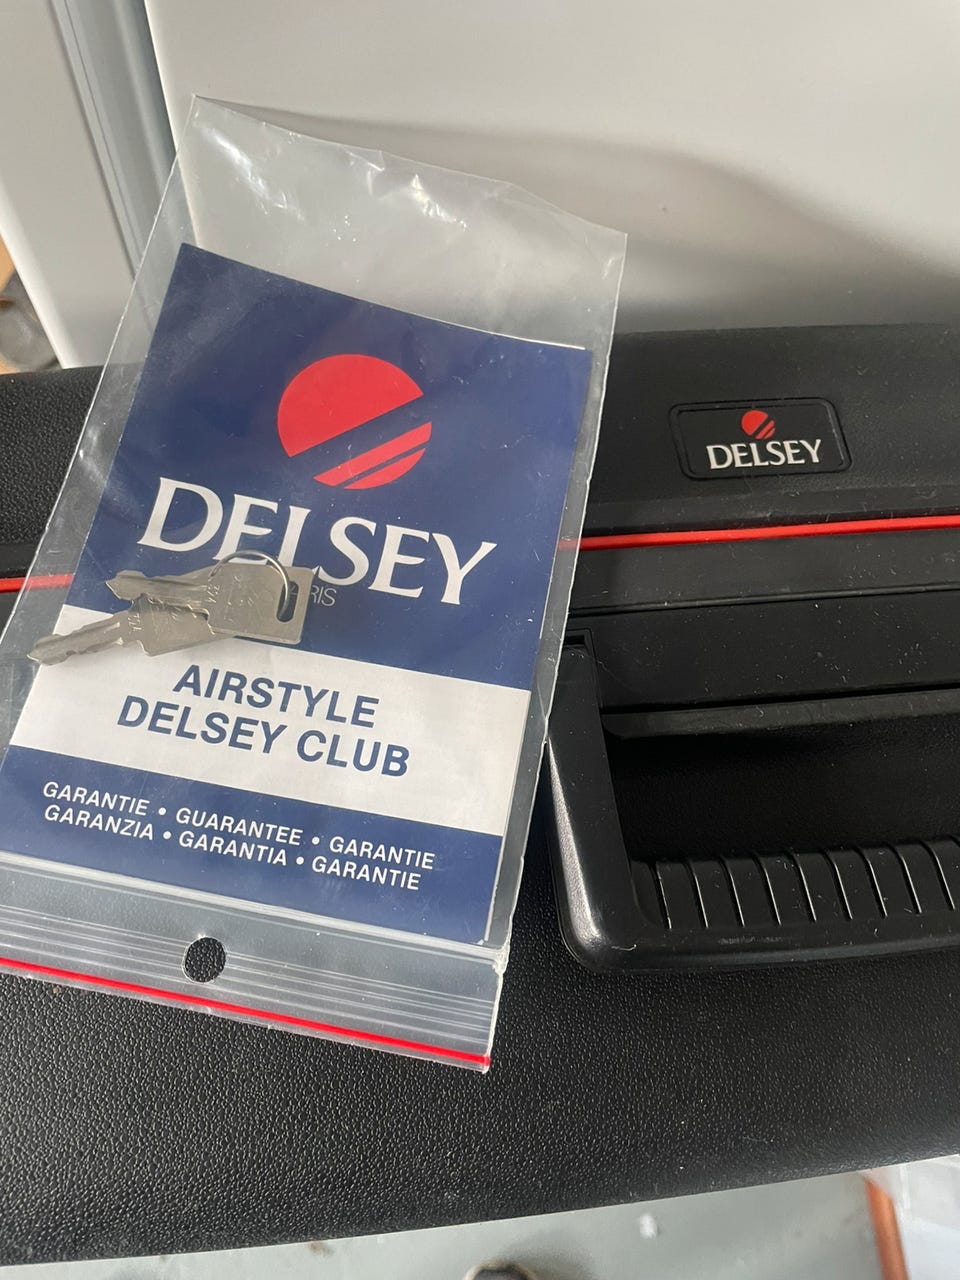 DELSEY
AIRSTYLE
DELSEY CLUB
GARANTIE • GUARANTEE • GARANTIE
GARANZIA • GARANTIA • GARANTIE
DELSEY